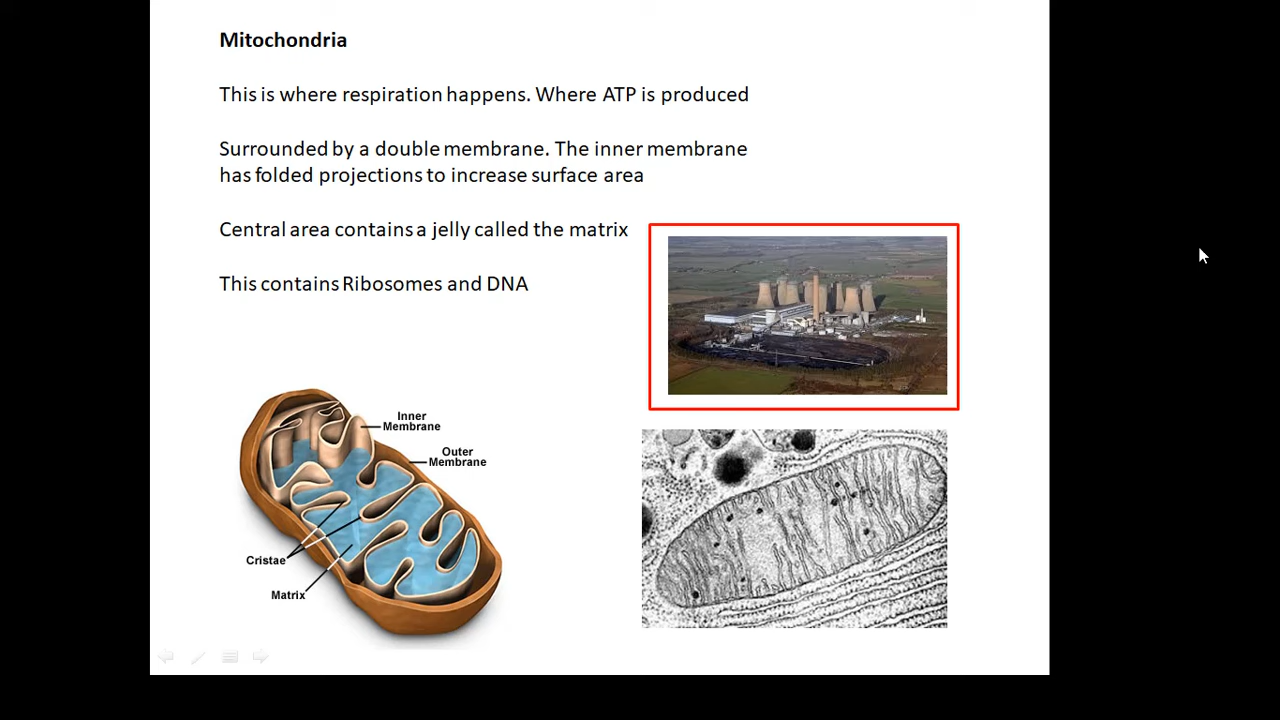 Mitochondria
This is where respiration happens. Where ATP is produced
Surrounded by a double membrane. The inner membrane
has folded projections to increase surface area
Central area contains a jelly called the matrix
This contains Ribosomes and DNA
Inner
Membrane
Outer
Membrane
Cristae
Matrix